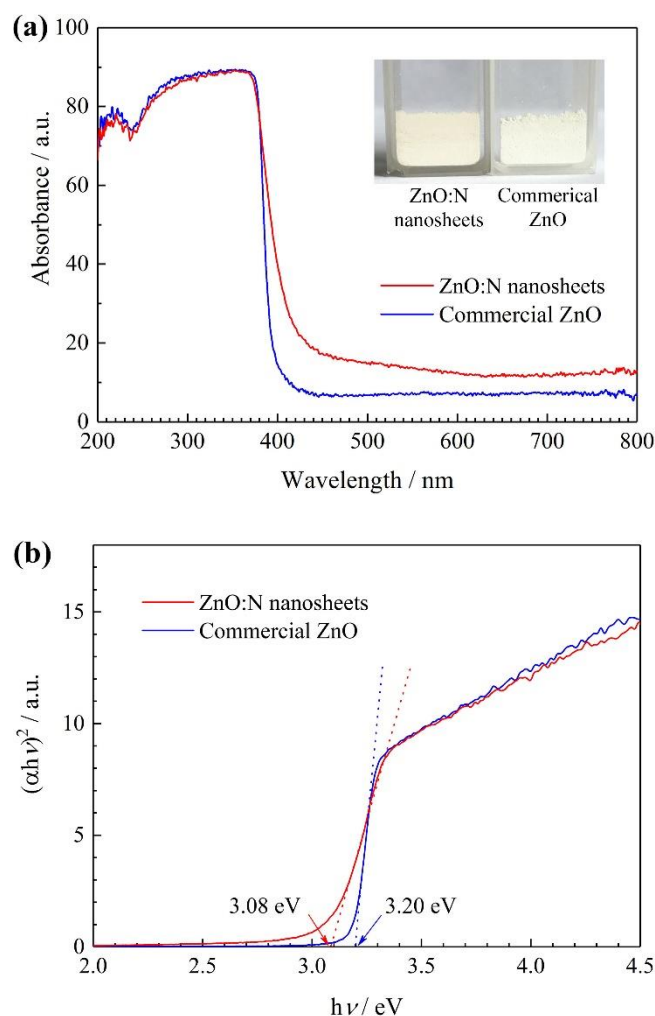 (a)
100
80
60
40
20
0
Absorbance / a.u.
ZnO:N
nanosheets
Commerical
ZnO
ZnO:N nanosheets
Commercial ZnO
200 300 400 500 600 700 800
Wavelength / nm
(b)
15
10
5
0
(αhν)² / a.u.
ZnO:N nanosheets
Commercial ZnO
3.08 eV
3.20 eV
2.0 2.5 3.0 3.5 4.0 4.5
hν / eV